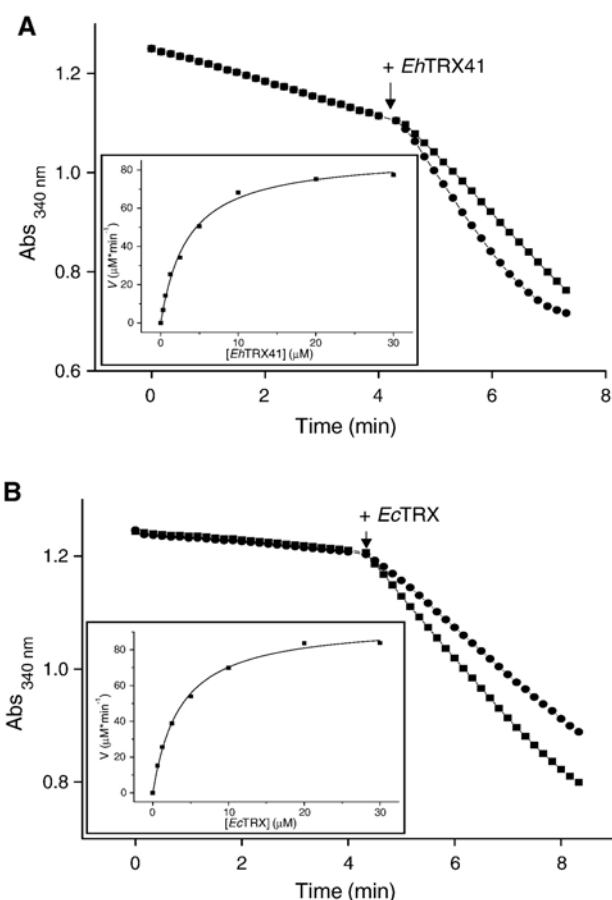 A
+ EhTRX41
1.2
1.0
0.8
0.6
Abs 340 nm
80
60
40
20
0
V (μM*min⁻¹)
0 10 20 30
[EhTRX41] (μM)
0 2 4 6 8
Time (min)
B
+ EcTRX
1.2
1.0
0.8
Abs 340 nm
80
60
40
20
0
V (μM*min⁻¹)
0 10 20 30
[EcTRX] (μM)
0 2 4 6 8
Time (min)